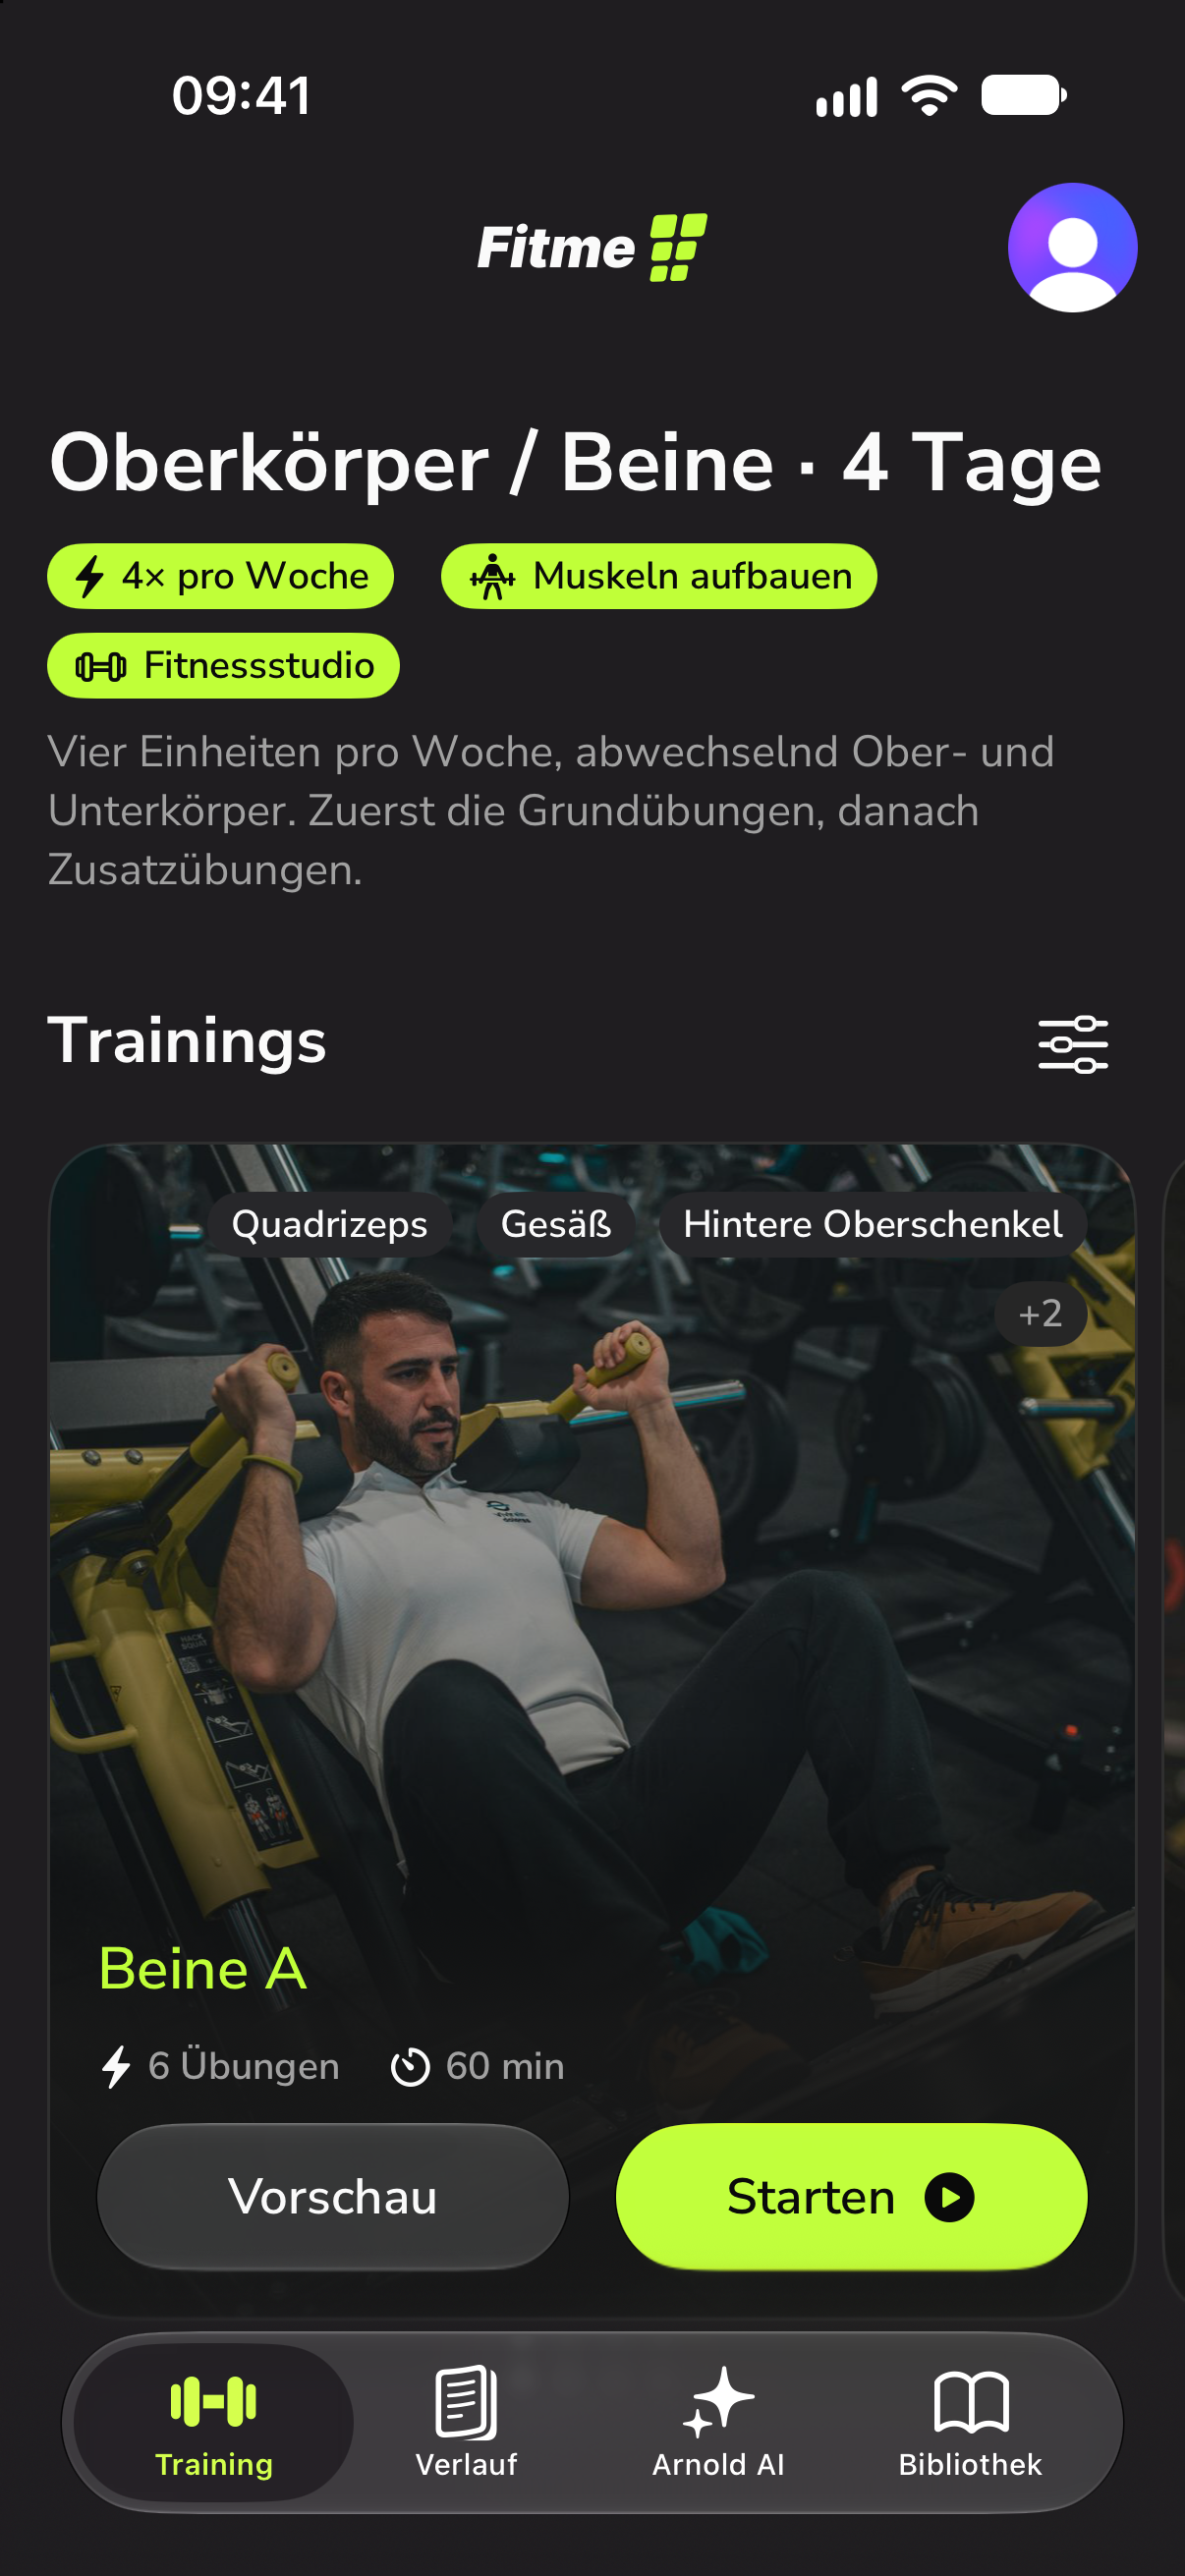 09:41
Fitme
Oberkörper / Beine · 4 Tage
4× pro Woche
Muskeln aufbauen
Fitnessstudio
Vier Einheiten pro Woche, abwechselnd Ober- und
Unterkörper. Zuerst die Grundübungen, danach
Zusatzübungen.
Trainings
Quadrizeps
Gesäß
Hintere Oberschenkel
+2
HACK
SQUAT
Beine A
6 Übungen
60 min
Vorschau
Starten
Training
Verlauf
Arnold AI
Bibliothek